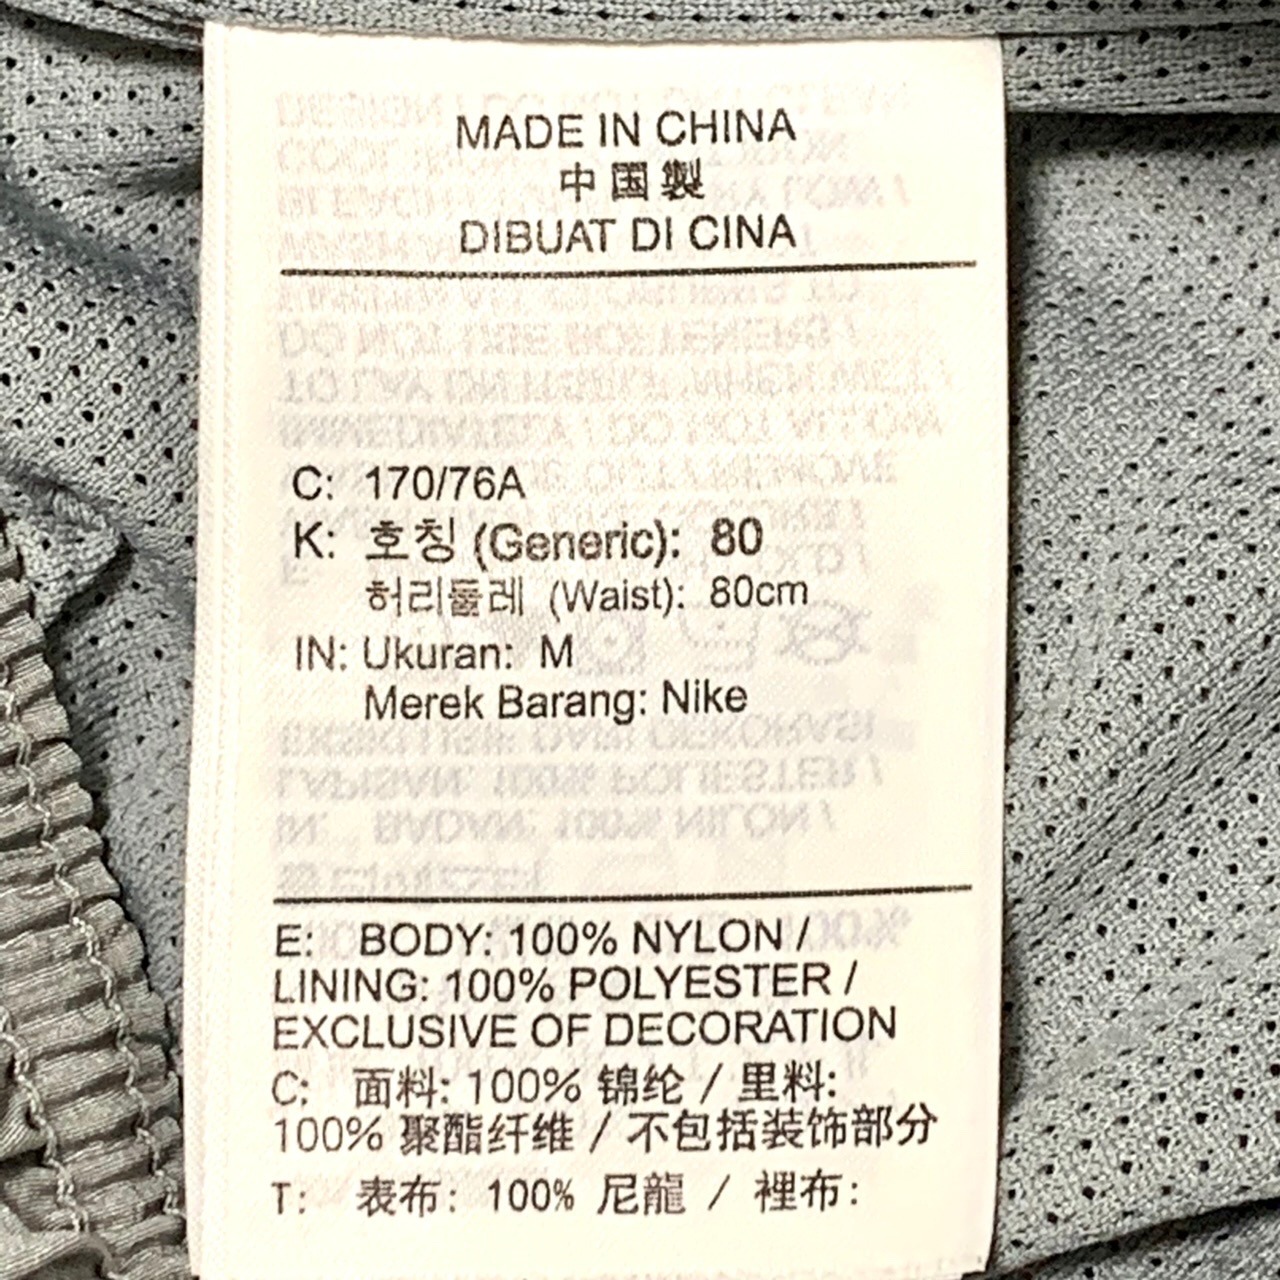 MADE IN CHINA
中国製
DIBUAT DI CINA
C: 170/76A
K: 호칭 (Generic): 80
허리둘레 (Waist): 80cm
IN: Ukuran: M
Merek Barang: Nike
E: BODY: 100% NYLON /
LINING: 100% POLYESTER /
EXCLUSIVE OF DECORATION
C: 面料: 100% 锦纶 / 里料:
100% 聚酯纤维 / 不包括装饰部分
T: 表布: 100% 尼龍 / 裡布: